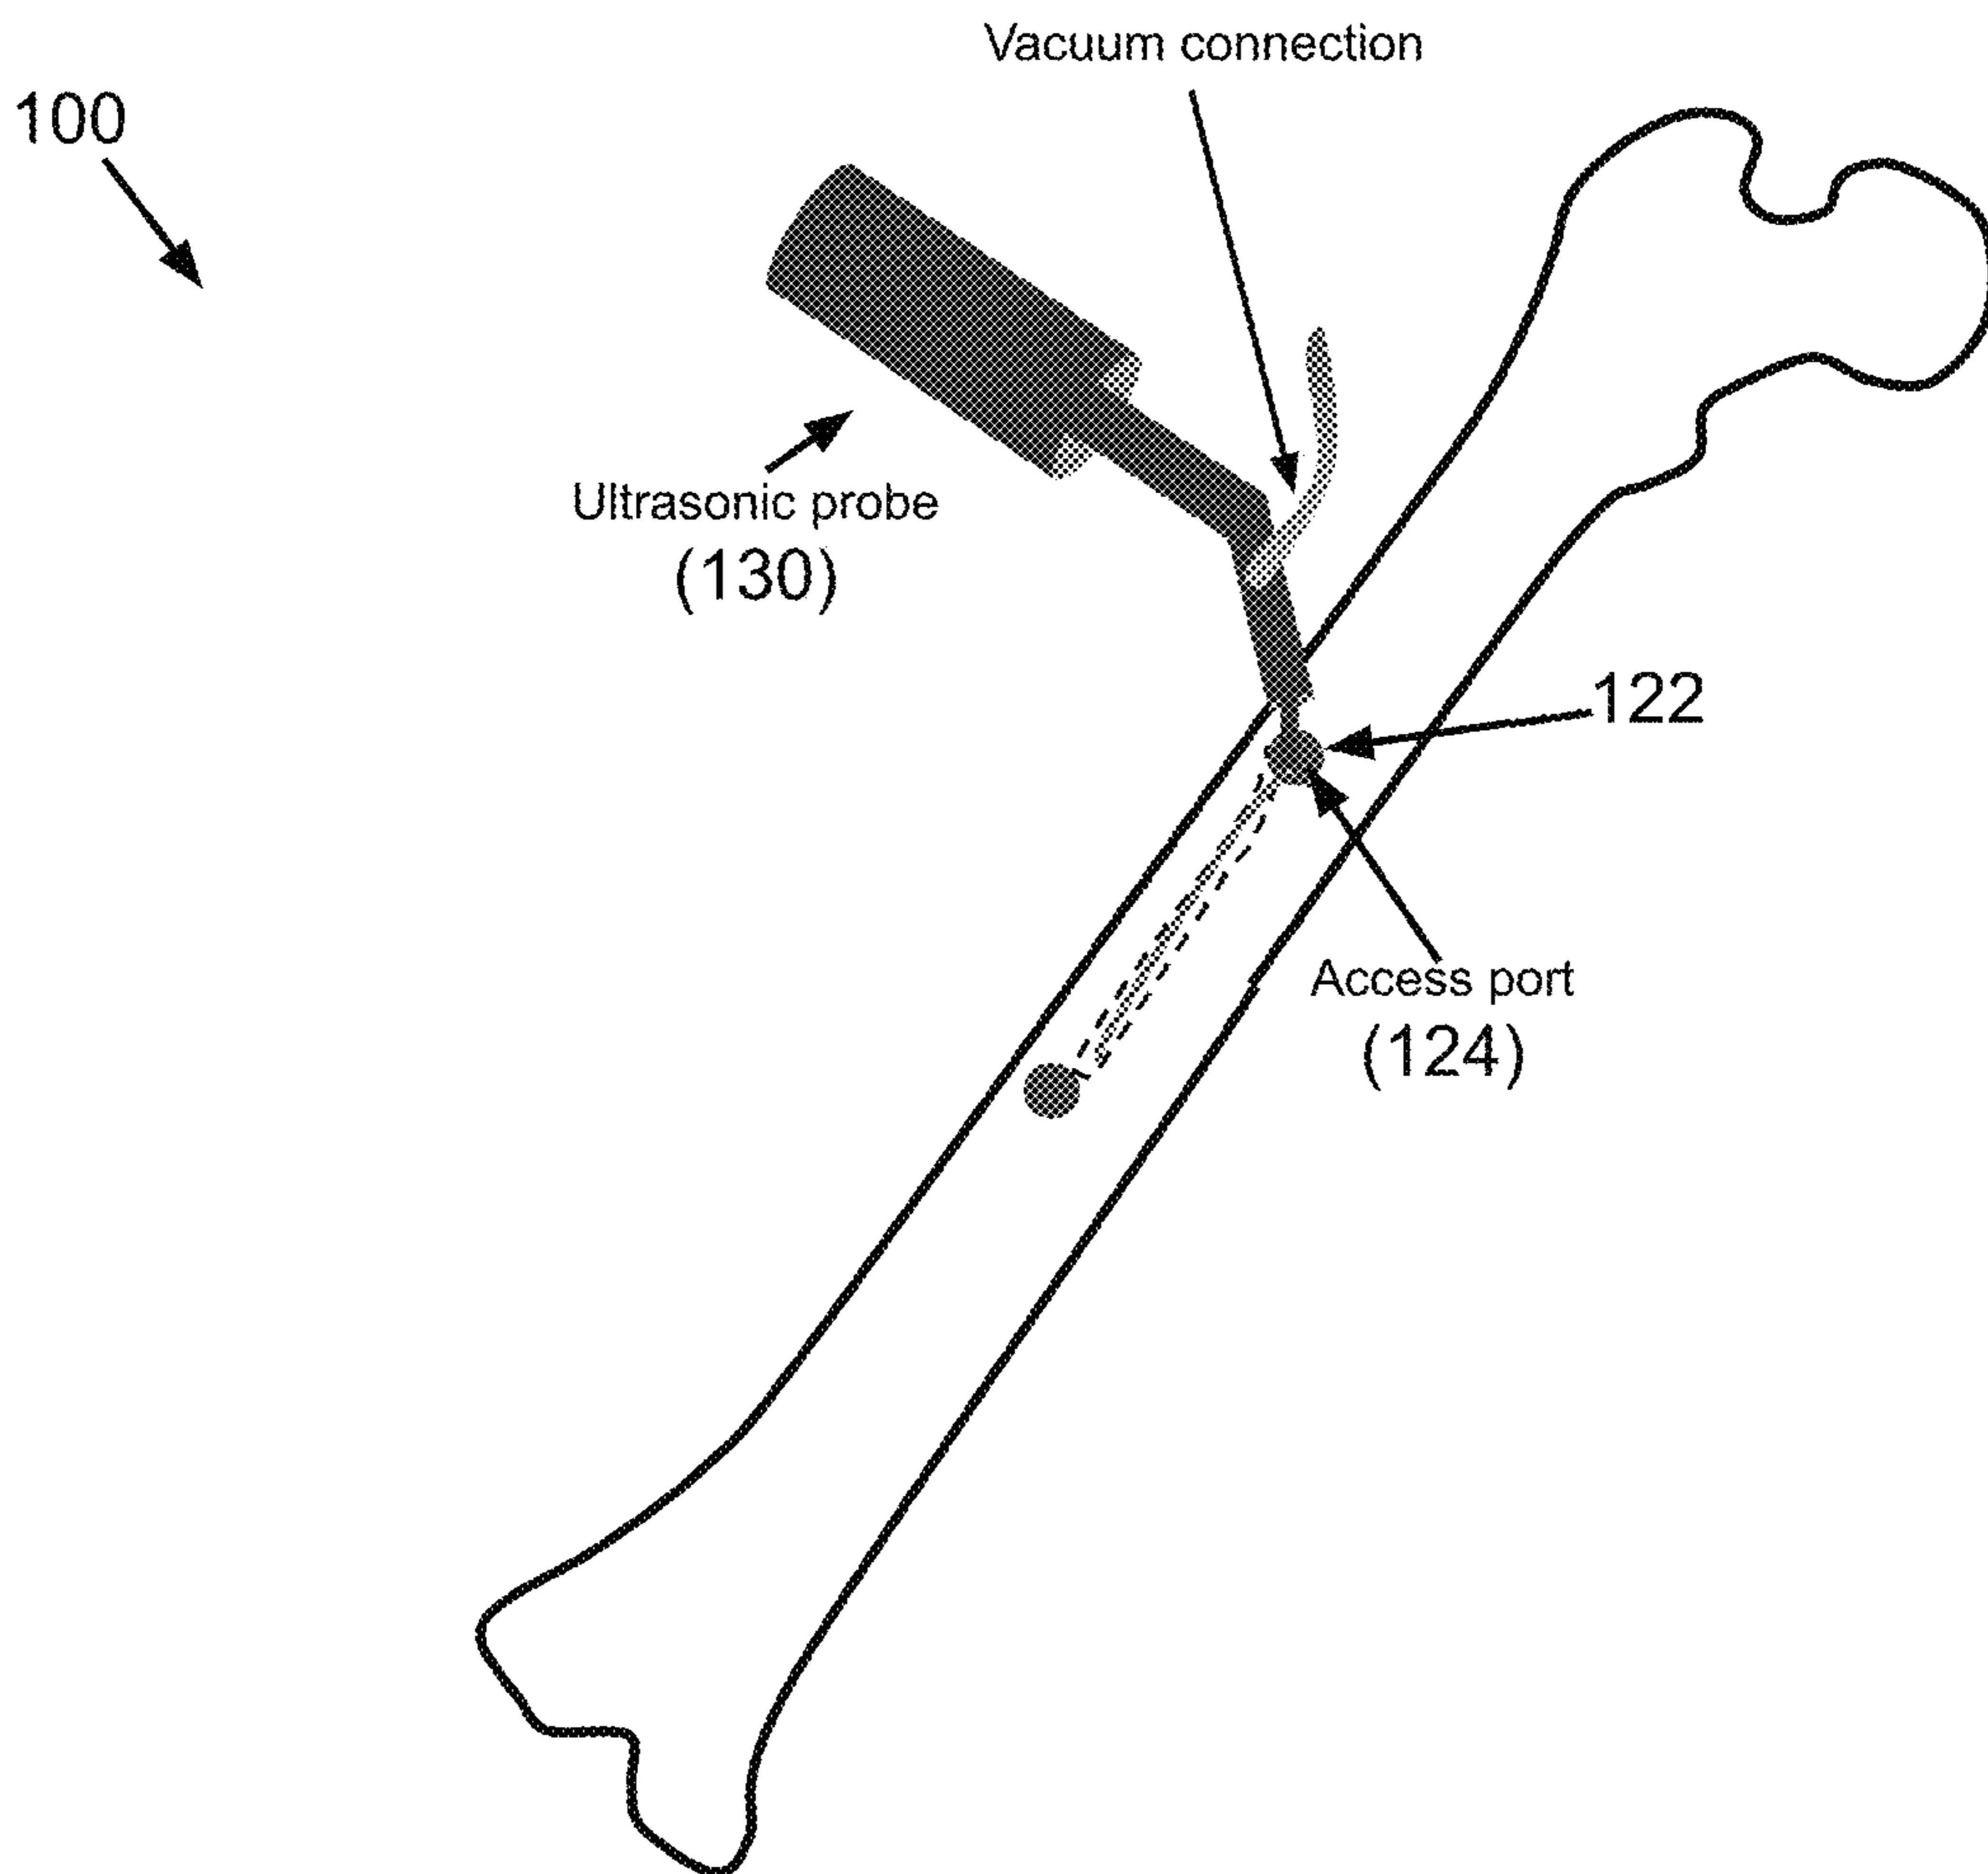 Vacuum connection
100
Ultrasonic probe
(130)
122
Access port
(124)